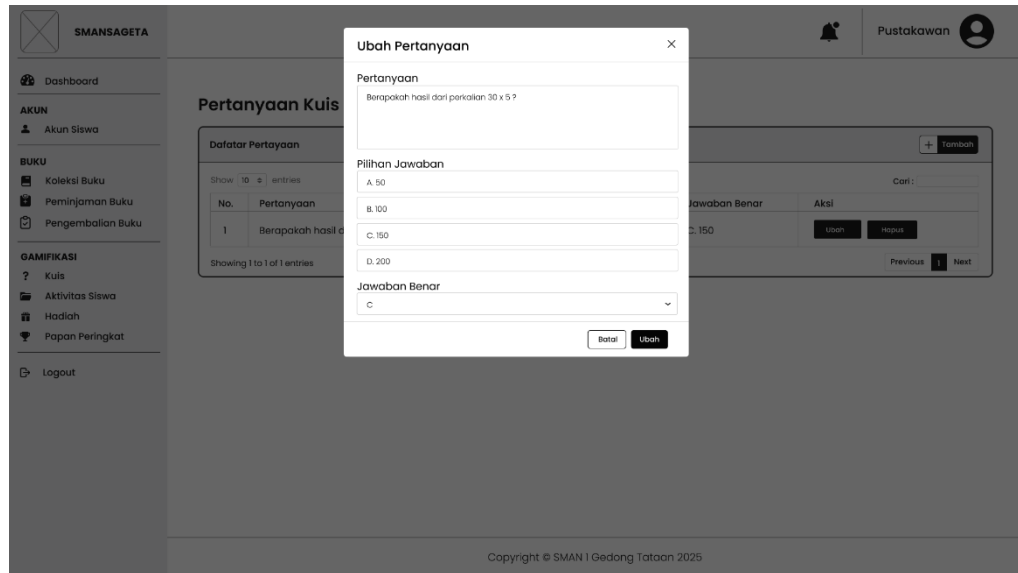 SMANSAGETA
Pustakawan
Dashboard
AKUN
Akun Siswa
BUKU
Koleksi Buku
Peminjaman Buku
Pengembalian Buku
GAMIFIKASI
? Kuis
Aktivitas Siswa
Hadiah
Papan Peringkat
Logout
Pertanyaan Kuis
Dafatar Pertayaan
+ Tambah
Show 10 entries
Cari :
No. Pertanyaan Jawaban Benar Aksi
1 Berapakah hasil C. 150 Ubah Hapus
Showing 1 to 1 of 1 entries
Previous 1 Next
Ubah Pertanyaan
Pertanyaan
Berapakah hasil dari perkalian 30 x 5 ?
Pilihan Jawaban
A. 50
B. 100
C. 150
D. 200
Jawaban Benar
C
Batal Ubah
Copyright © SMAN 1 Gedong Tataan 2025